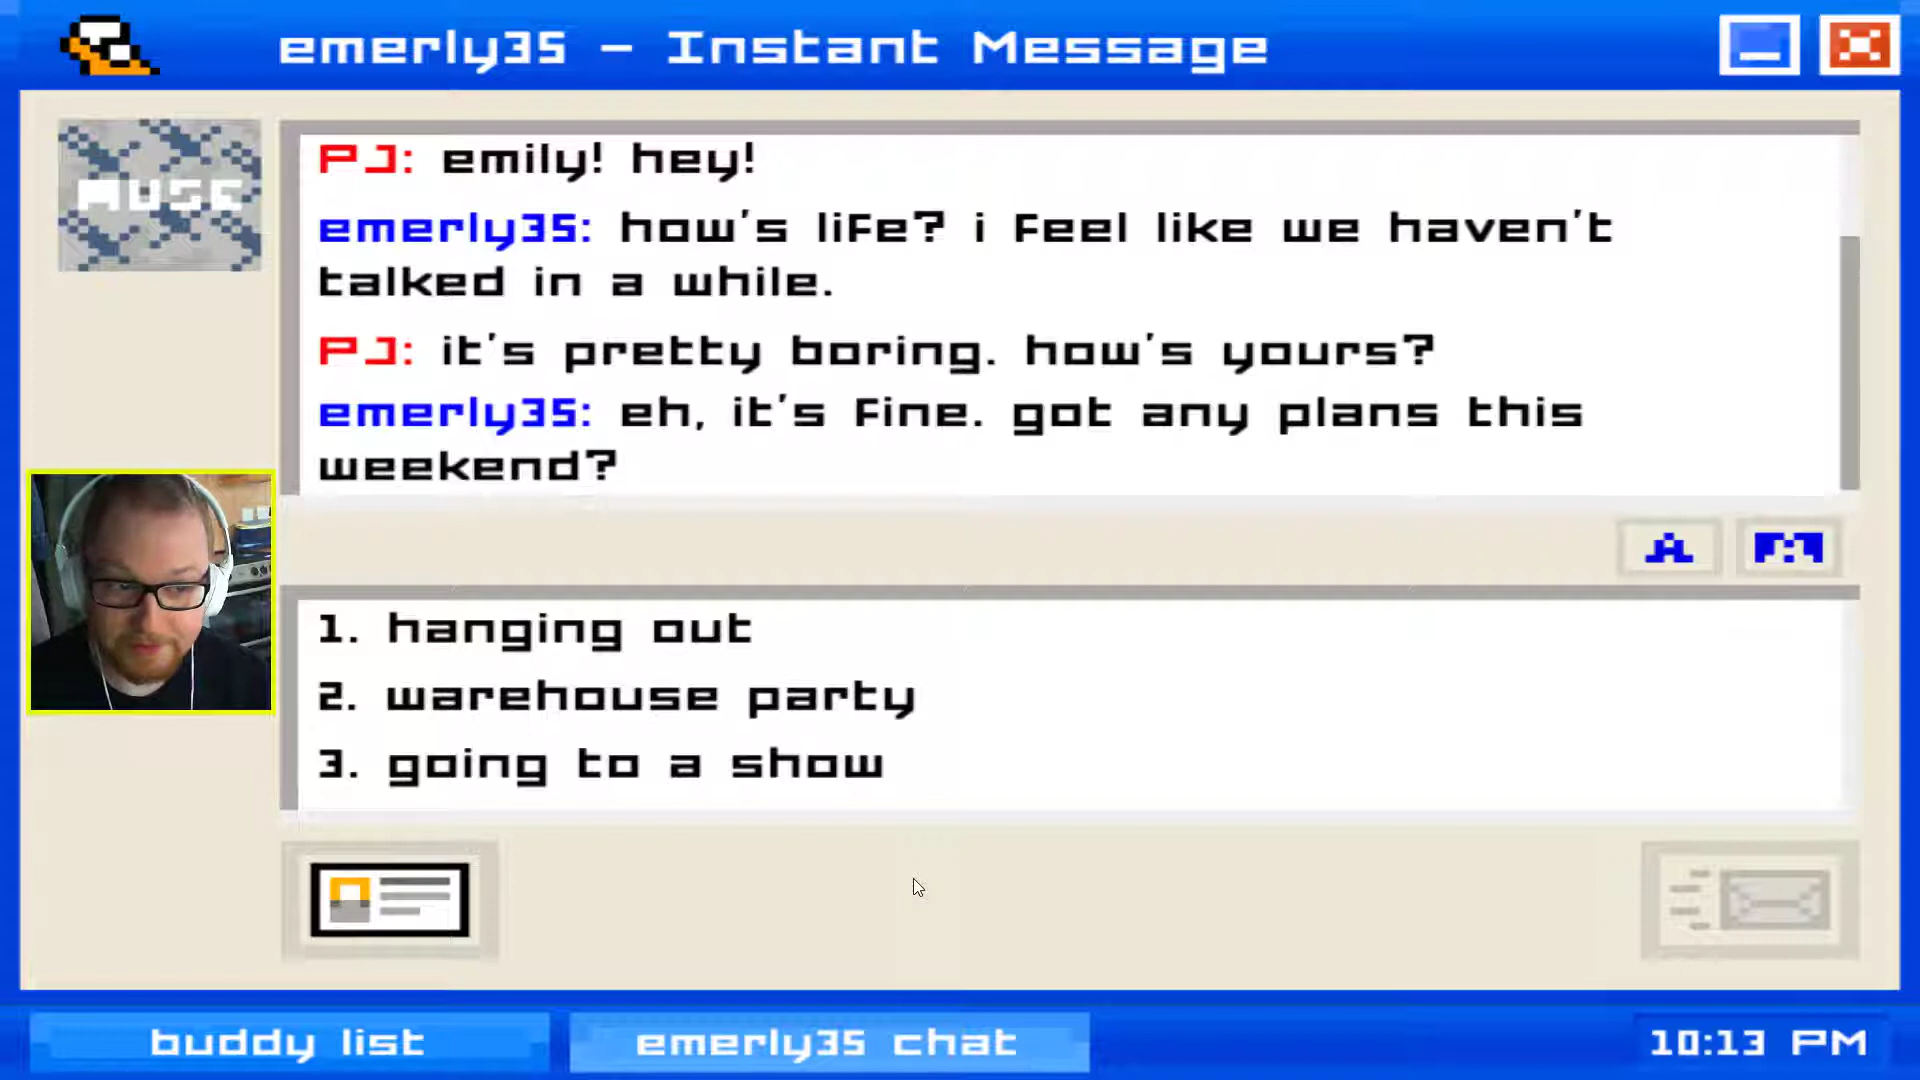 emerly35 - Instant Message
MUSE
PJ: emily! hey!
emerly35: how's life? i feel like we haven't
talked in a while.
PJ: it's pretty boring. how's yours?
emerly35: eh, it's fine. got any plans this
weekend?
A
1. hanging out
2. warehouse party
3. going to a show
buddy list
emerly35 chat
10:13 PM